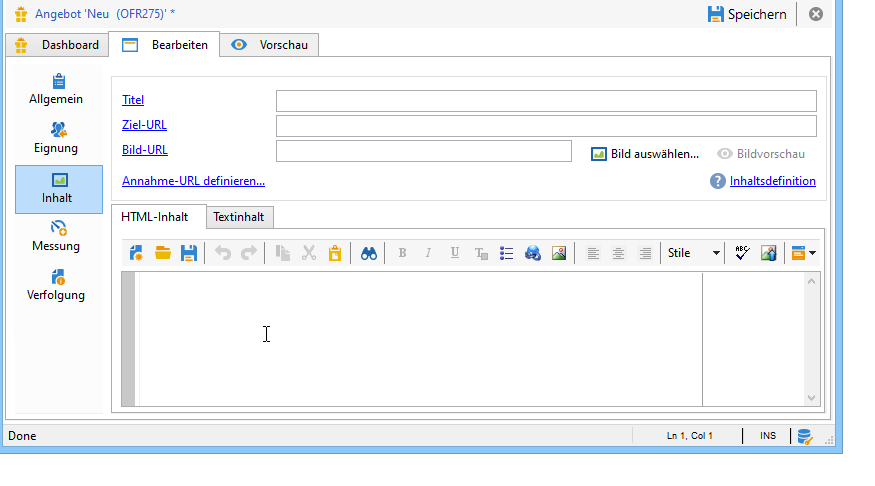 Angebot 'Neu (OFR275)' *
Speichern
Dashboard Bearbeiten Vorschau
Allgemein
Eignung
Inhalt
Messung
Verfolgung
Titel
Ziel-URL
Bild-URL Bild auswählen... Bildvorschau
Annahme-URL definieren... ? Inhaltsdefinition
HTML-Inhalt Textinhalt
B I U T Stile ABC
Done Ln 1, Col 1 INS